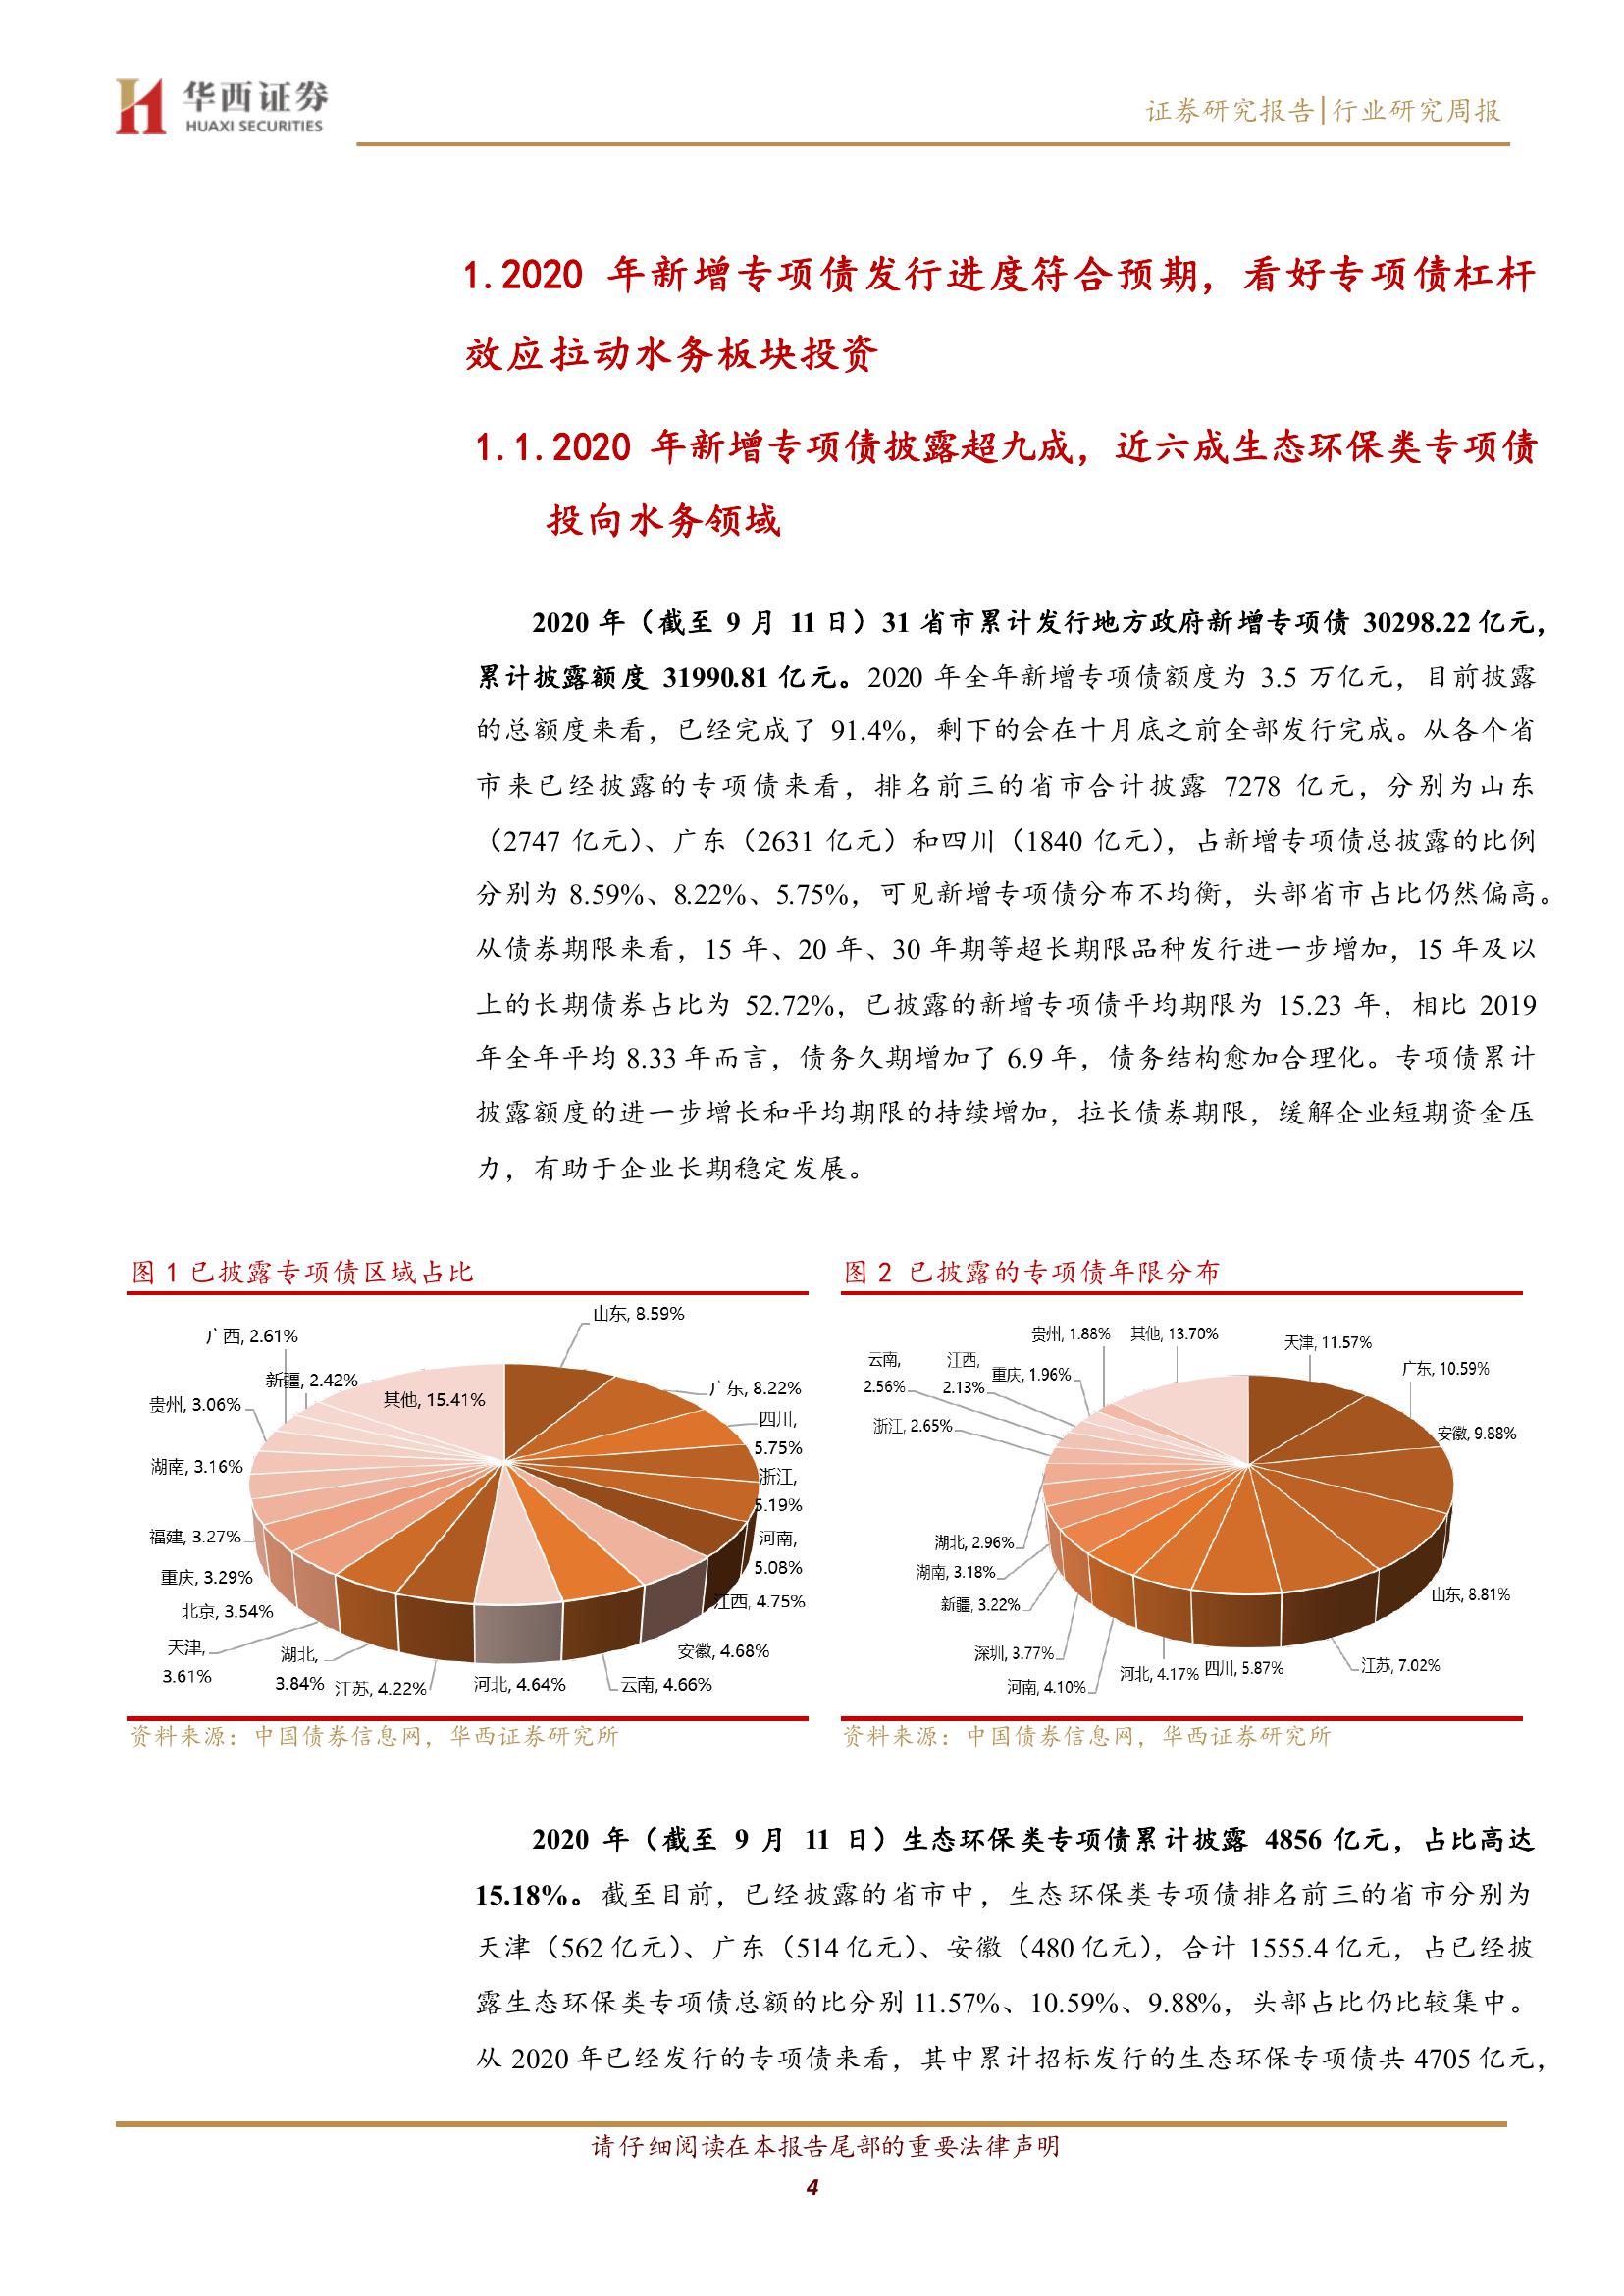 华西证券
HUAXI SECURITIES
证券研究报告|行业研究周报
1.2020 年新增专项债发行进度符合预期，看好专项债杠杆
效应拉动水务板块投资
1.1.2020 年新增专项债披露超九成，近六成生态环保类专项债
投向水务领域
2020 年（截至 9 月 11 日）31 省市累计发行地方政府新增专项债 30298.22 亿元，
累计披露额度 31990.81 亿元。2020 年全年新增专项债额度为 3.5 万亿元，目前披露
的总额度来看，已经完成了 91.4%，剩下的会在十月底之前全部发行完成。从各个省
市来已经披露的专项债来看，排名前三的省市合计披露 7278 亿元，分别为山东
（2747 亿元）、广东（2631 亿元）和四川（1840 亿元），占新增专项债总披露的比例
分别为 8.59%、8.22%、5.75%，可见新增专项债分布不均衡，头部省市占比仍然偏高。
从债券期限来看，15 年、20 年、30 年期等超长期限品种发行进一步增加，15 年及以
上的长期债券占比为 52.72%，已披露的新增专项债平均期限为 15.23 年，相比 2019
年全年平均 8.33 年而言，债务久期增加了 6.9 年，债务结构愈加合理化。专项债累计
披露额度的进一步增长和平均期限的持续增加，拉长债券期限，缓解企业短期资金压
力，有助于企业长期稳定发展。
图 1 已披露专项债区域占比
山东, 8.59%
广东, 8.22%
四川,
5.75%
浙江,
5.19%
河南,
5.08%
江西, 4.75%
安徽, 4.68%
云南, 4.66%
河北, 4.64%
江苏, 4.22%
湖北,
3.84%
天津,
3.61%
北京, 3.54%
重庆, 3.29%
福建, 3.27%
湖南, 3.16%
贵州, 3.06%
广西, 2.61%
新疆, 2.42%
其他, 15.41%
资料来源：中国债券信息网，华西证券研究所
图 2 已披露的专项债年限分布
天津, 11.57%
广东, 10.59%
安徽, 9.88%
山东, 8.81%
江苏, 7.02%
四川, 5.87%
河北, 4.17%
河南, 4.10%
深圳, 3.77%
新疆, 3.22%
湖南, 3.18%
湖北, 2.96%
浙江, 2.65%
云南,
2.56%
江西,
2.13%
重庆, 1.96%
贵州, 1.88%
其他, 13.70%
资料来源：中国债券信息网，华西证券研究所
2020 年（截至 9 月 11 日）生态环保类专项债累计披露 4856 亿元，占比高达
15.18%。截至目前，已经披露的省市中，生态环保类专项债排名前三的省市分别为
天津（562 亿元）、广东（514 亿元）、安徽（480 亿元），合计 1555.4 亿元，占已经披
露生态环保类专项债总额的比分别 11.57%、10.59%、9.88%，头部占比仍比较集中。
从 2020 年已经发行的专项债来看，其中累计招标发行的生态环保专项债共 4705 亿元，
请仔细阅读在本报告尾部的重要法律声明
4